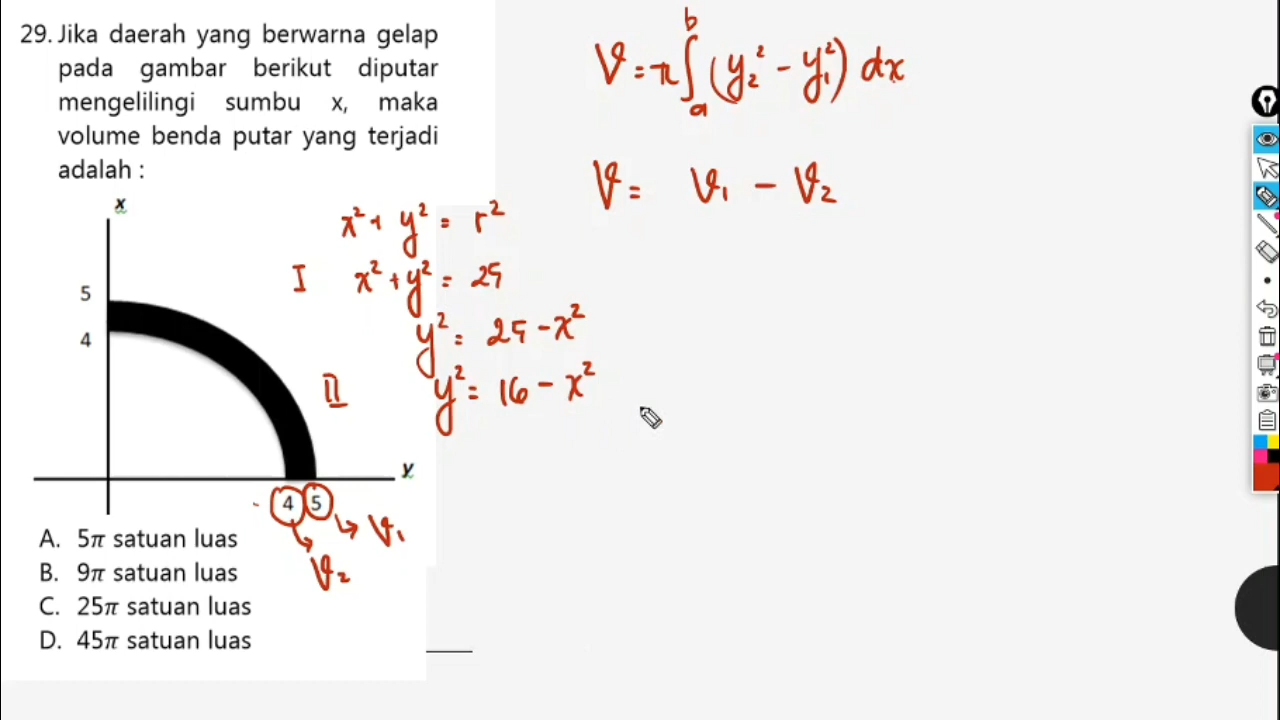 29. Jika daerah yang berwarna gelap
pada gambar berikut diputar
mengelilingi sumbu x, maka
volume benda putar yang terjadi
adalah :
x
5
4
y
4 5
A. 5π satuan luas
B. 9π satuan luas
C. 25π satuan luas
D. 45π satuan luas
V₁
V₂
x² + y² = r²
I x² + y² = 25
y² = 25 - x²
II y² = 16 - x²
V = π ∫ₐᵇ (y₂² - y₁²) dx
V = V₁ - V₂